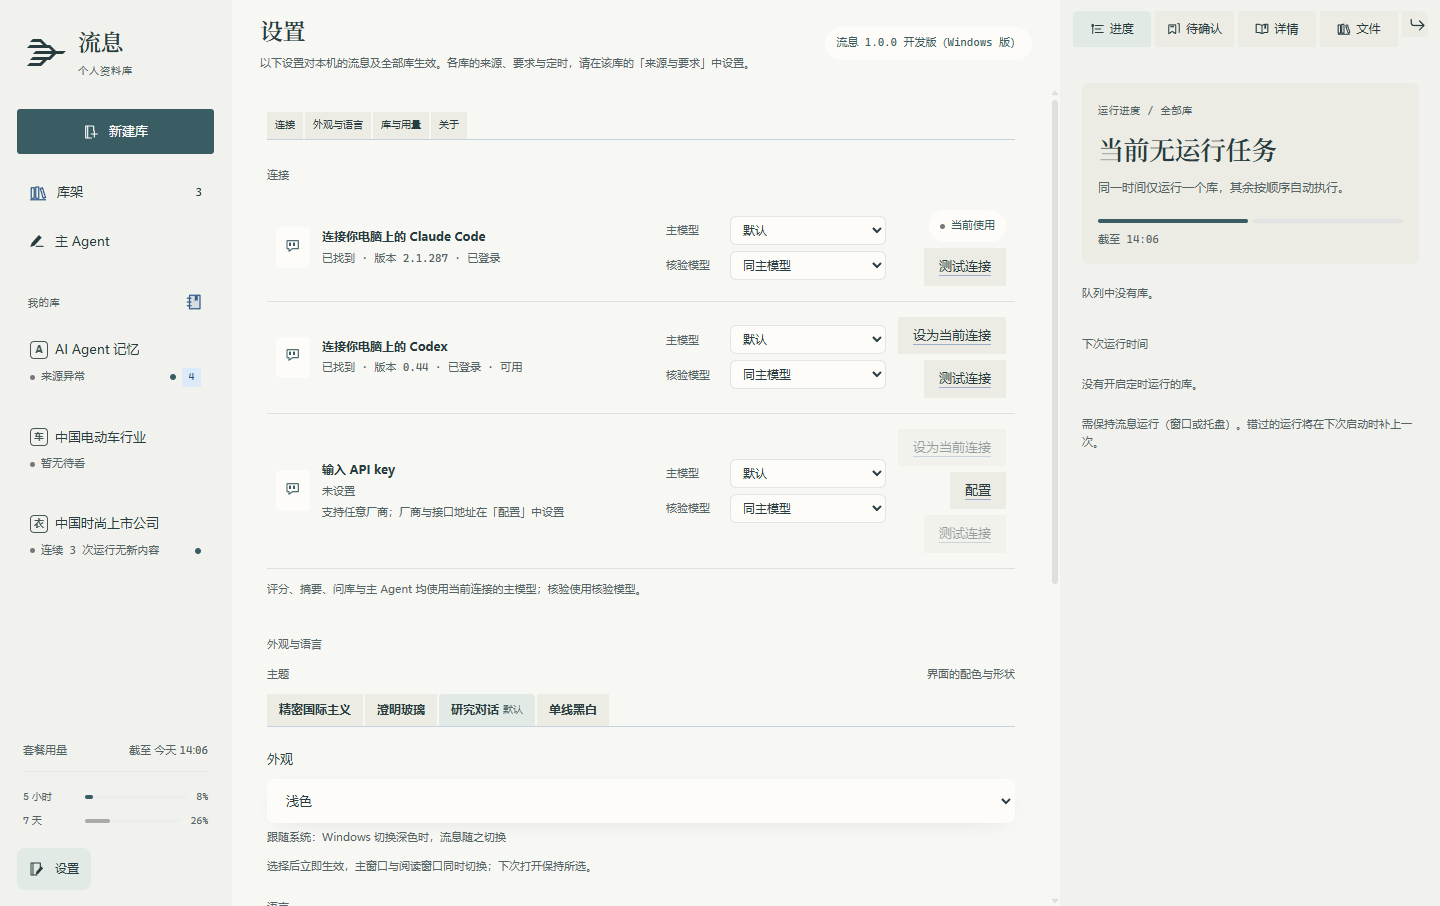 流息
个人资料库
新建库
库架 3
主 Agent
我的库
A AI Agent 记忆
来源异常 4
车 中国电动车行业
暂无待看
衣 中国时尚上市公司
连续 3 次运行无新内容
套餐用量 截至 今天 14:06
5 小时 8%
7 天 26%
设置
设置
流息 1.0.0 开发版（Windows 版）
以下设置对本机的流息及全部库生效。各库的来源、要求与定时，请在该库的「来源与要求」中设置。
连接 外观与语言 库与用量 关于
连接
连接你电脑上的 Claude Code
已找到 · 版本 2.1.287 · 已登录
主模型 默认
核验模型 同主模型
当前使用
测试连接
连接你电脑上的 Codex
已找到 · 版本 0.44 · 已登录 · 可用
主模型 默认
核验模型 同主模型
设为当前连接
测试连接
输入 API key
未设置
支持任意厂商；厂商与接口地址在「配置」中设置
主模型 默认
核验模型 同主模型
设为当前连接
配置
测试连接
评分、摘要、问库与主 Agent 均使用当前连接的主模型；核验使用核验模型。
外观与语言
主题 界面的配色与形状
精密国际主义 澄明玻璃 研究对话 默认 单线黑白
外观
浅色
跟随系统：Windows 切换深色时，流息随之切换
选择后立即生效，主窗口与阅读窗口同时切换；下次打开保持所选。
语言
进度 待确认 详情 文件
运行进度 / 全部库
当前无运行任务
同一时间仅运行一个库，其余按顺序自动执行。
截至 14:06
队列中没有库。
下次运行时间
没有开启定时运行的库。
需保持流息运行（窗口或托盘）。错过的运行将在下次启动时补上一
次。